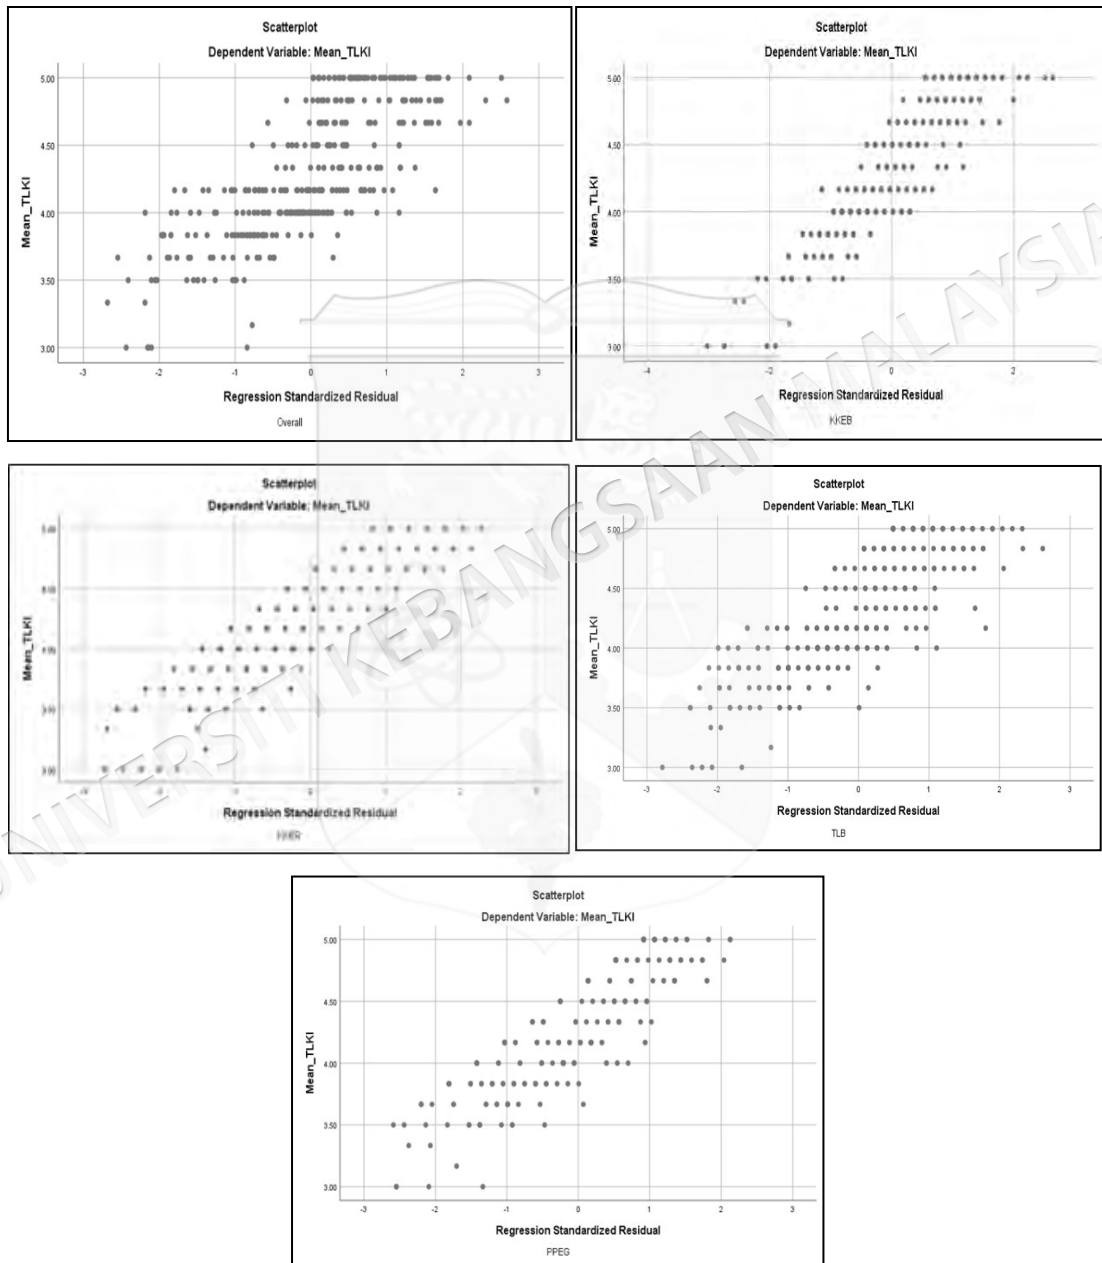 Scatterplot
Dependent Variable: Mean_TLKI
Mean_TLKI
5.00
4.50
4.00
3.50
3.00
-3 -2 -1 0 1 2 3
Regression Standardized Residual
Overall
Scatterplot
Dependent Variable: Mean_TLKI
Mean_TLKI
5.00
4.50
4.00
3.50
3.00
-4 -2 0 2
Regression Standardized Residual
KKEB
Scatterplot
Dependent Variable: Mean_TLKI
Mean_TLKI
Regression Standardized Residual
Scatterplot
Dependent Variable: Mean_TLKI
Mean_TLKI
5.00
4.50
4.00
3.50
3.00
-3 -2 -1 0 1 2 3
Regression Standardized Residual
TLB
Scatterplot
Dependent Variable: Mean_TLKI
Mean_TLKI
5.00
4.50
4.00
3.50
3.00
-3 -2 -1 0 1 2 3
Regression Standardized Residual
PPEG
UNIVERSITI KEBANGSAAN MALAYSIA